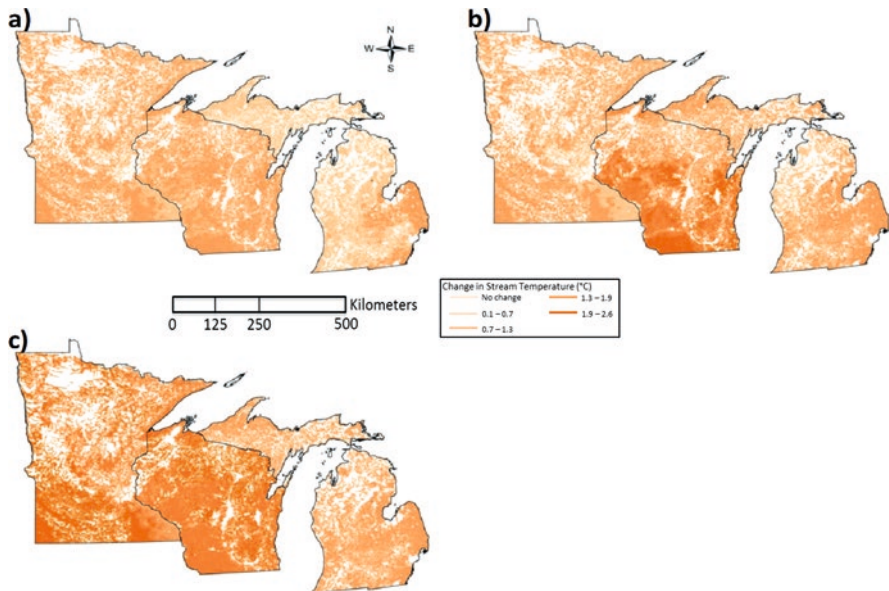 a)
N
W E
S
b)
Kilometers
0 125 250 500
Change in Stream Temperature (°C)
No change
0.1 – 0.7
0.7 – 1.3
1.3 – 1.9
1.9 – 2.6
c)